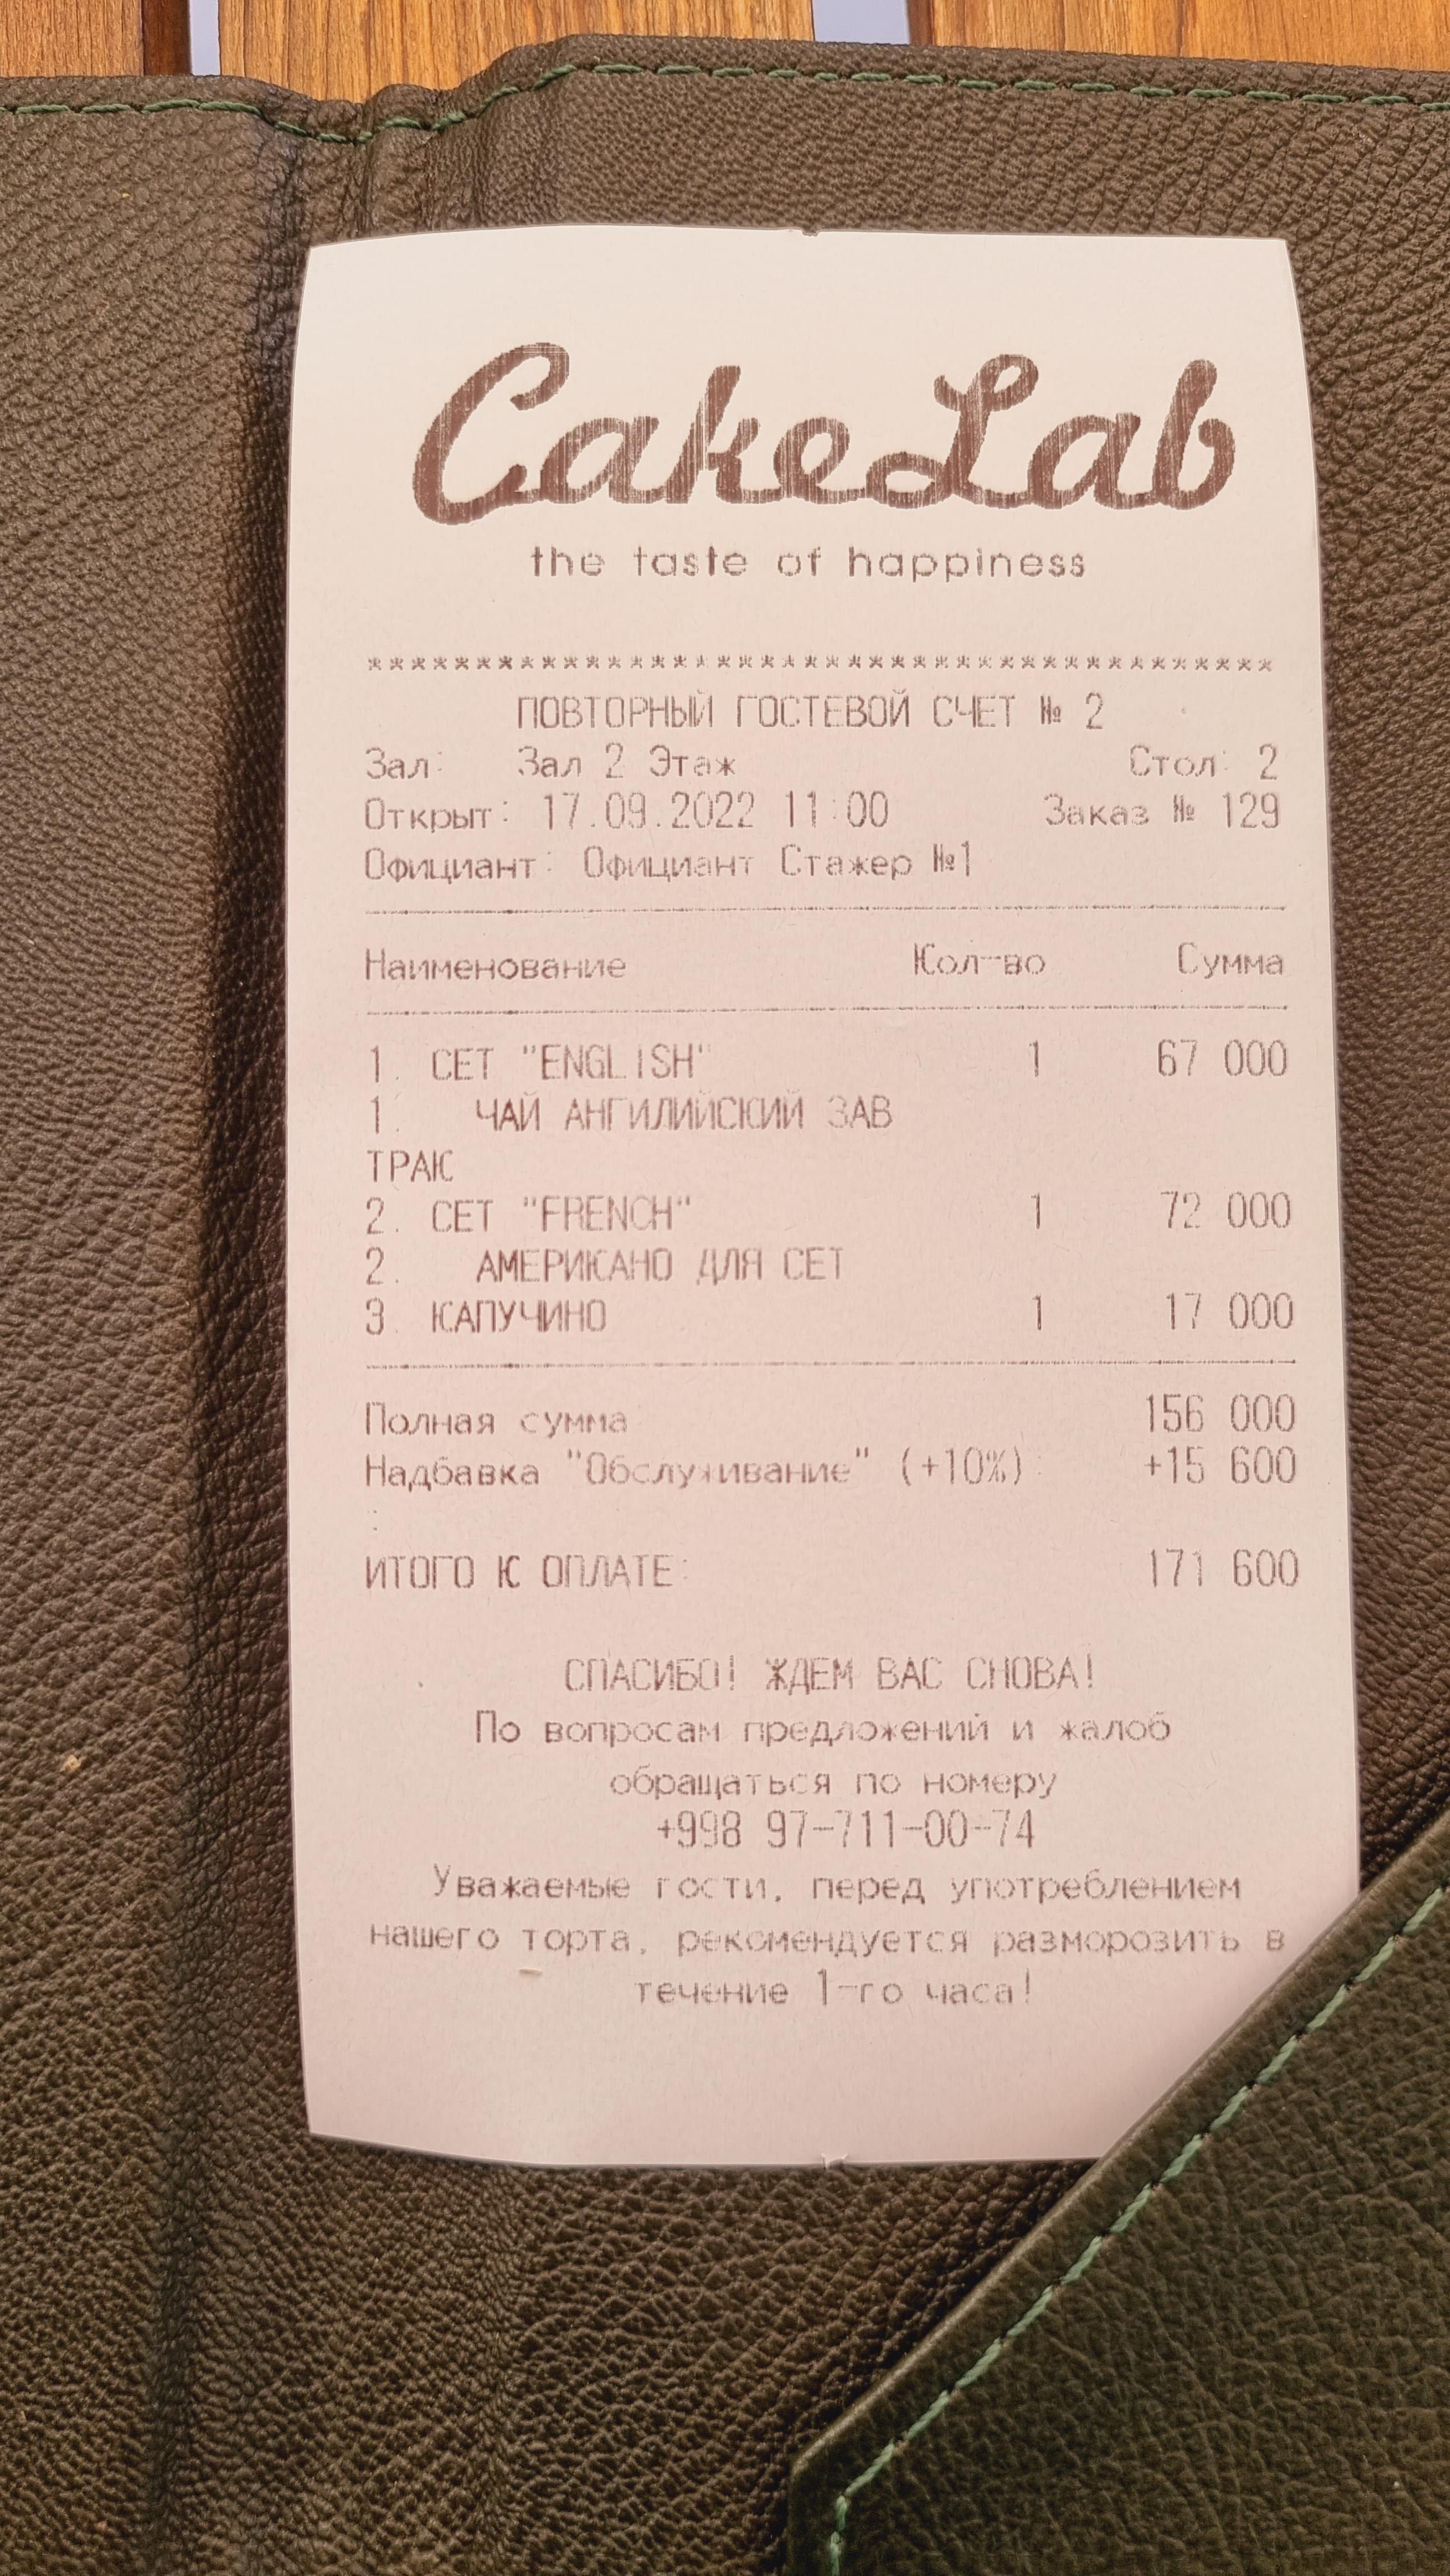 CakeLab
the taste of happiness
******************************************
ПОВТОРНЫЙ ГОСТЕВОЙ СЧЕТ № 2
Зал: Зал 2 Этаж Стол: 2
Открыт: 17.09.2022 11:00 Заказ № 129
Официант: Официант Стажер №1
Наименование Кол-во Сумма
1. СЕТ "ENGLISH" 1 67 000
1. ЧАЙ АНГИЛИЙСКИЙ ЗАВ
ТРАК
2. СЕТ "FRENCH" 1 72 000
2. АМЕРИКАНО ДЛЯ СЕТ
3. КАПУЧИНО 1 17 000
Полная сумма 156 000
Надбавка "Обслуживание" (+10%): +15 600
:
ИТОГО К ОПЛАТЕ: 171 600
СПАСИБО! ЖДЕМ ВАС СНОВА!
По вопросам предложений и жалоб
обращаться по номеру
+998 97-711-00-74
Уважаемые гости, перед употреблением
нашего торта, рекомендуется разморозить в
течение 1-го часа!